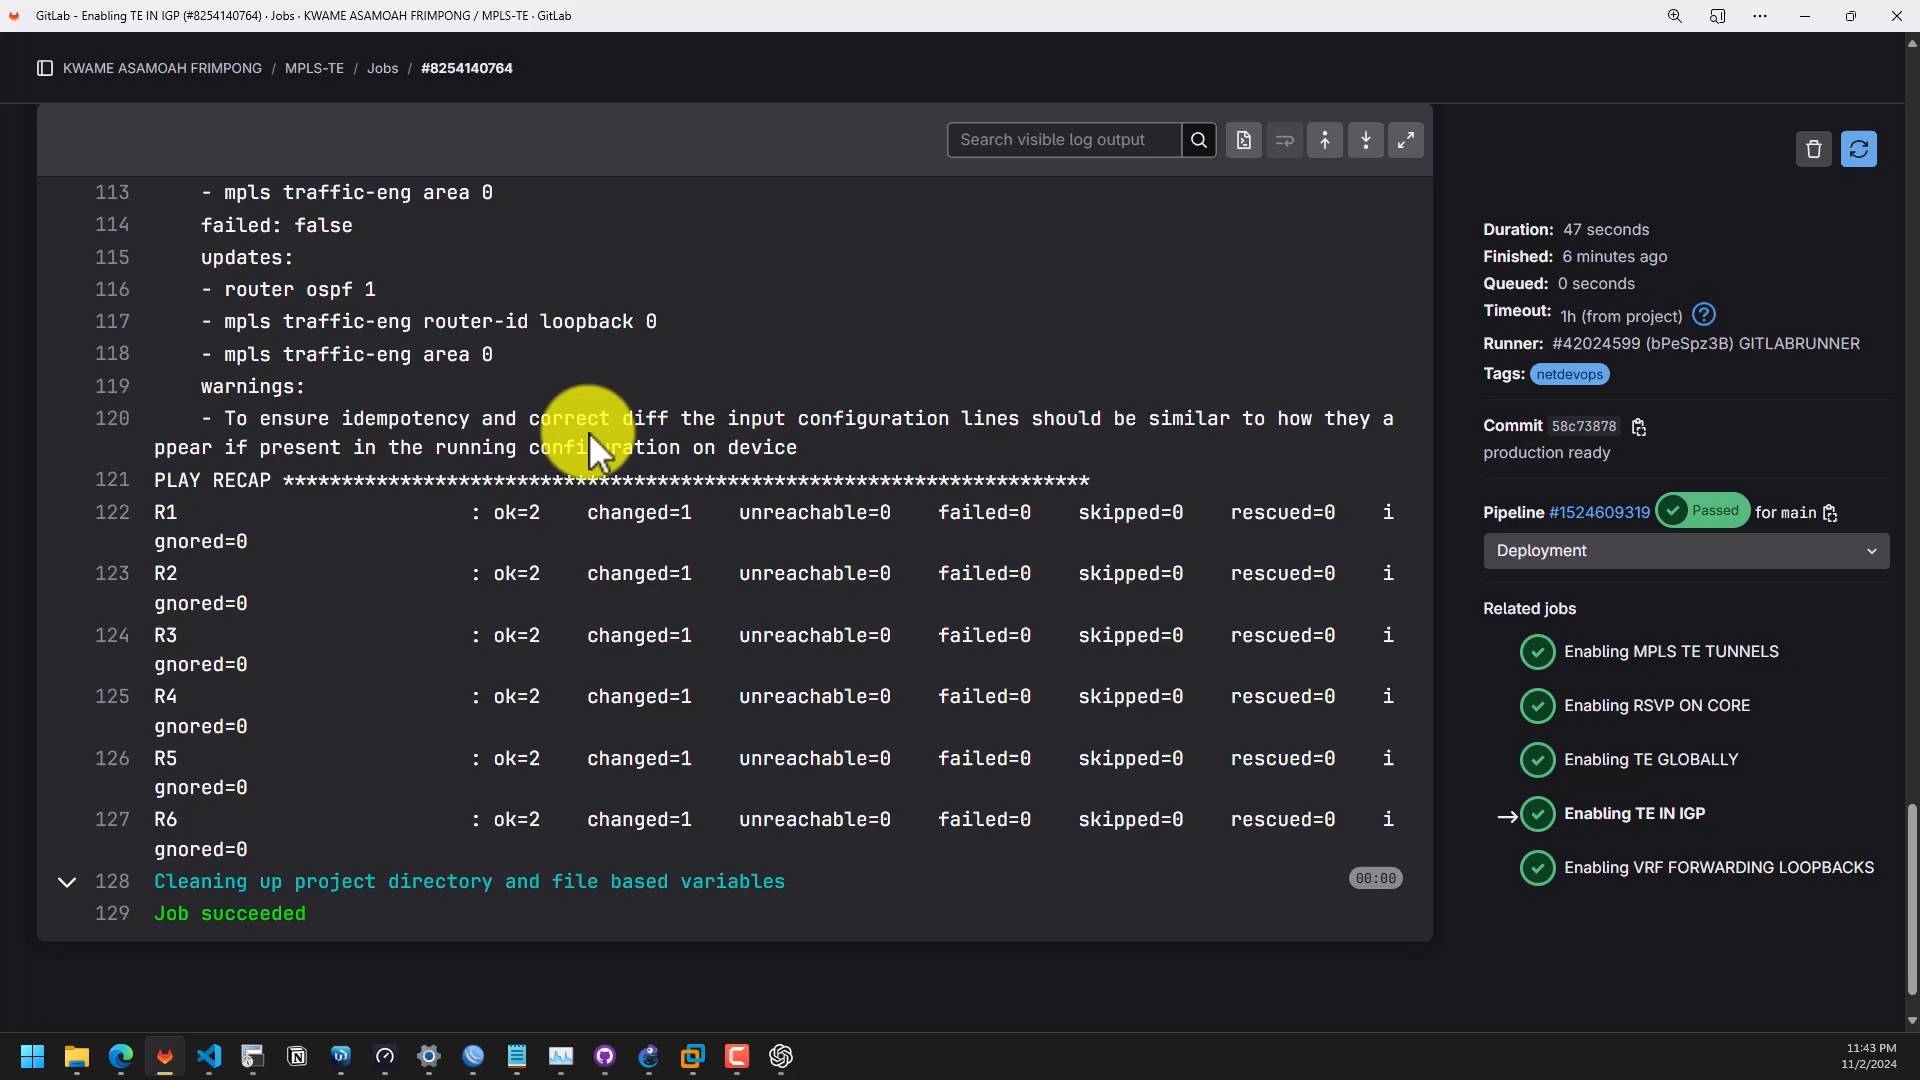 GitLab - Enabling TE IN IGP (#8254140764) · Jobs · KWAME ASAMOAH FRIMPONG / MPLS-TE · GitLab
KWAME ASAMOAH FRIMPONG / MPLS-TE / Jobs / #8254140764
Search visible log output
113 - mpls traffic-eng area 0
114 failed: false
115 updates:
116 - router ospf 1
117 - mpls traffic-eng router-id loopback 0
118 - mpls traffic-eng area 0
119 warnings:
120 - To ensure idempotency and correct diff the input configuration lines should be similar to how they a
ppear if present in the running configuration on device
121 PLAY RECAP *********************************************************************
122 R1 : ok=2 changed=1 unreachable=0 failed=0 skipped=0 rescued=0 i
gnored=0
123 R2 : ok=2 changed=1 unreachable=0 failed=0 skipped=0 rescued=0 i
gnored=0
124 R3 : ok=2 changed=1 unreachable=0 failed=0 skipped=0 rescued=0 i
gnored=0
125 R4 : ok=2 changed=1 unreachable=0 failed=0 skipped=0 rescued=0 i
gnored=0
126 R5 : ok=2 changed=1 unreachable=0 failed=0 skipped=0 rescued=0 i
gnored=0
127 R6 : ok=2 changed=1 unreachable=0 failed=0 skipped=0 rescued=0 i
gnored=0
128 Cleaning up project directory and file based variables 00:00
129 Job succeeded
Duration: 47 seconds
Finished: 6 minutes ago
Queued: 0 seconds
Timeout: 1h (from project)
Runner: #42024599 (bPeSpz3B) GITLABRUNNER
Tags: netdevops
Commit 58c73878
production ready
Pipeline #1524609319 Passed for main
Deployment
Related jobs
Enabling MPLS TE TUNNELS
Enabling RSVP ON CORE
Enabling TE GLOBALLY
Enabling TE IN IGP
Enabling VRF FORWARDING LOOPBACKS
11:43 PM
11/2/2024